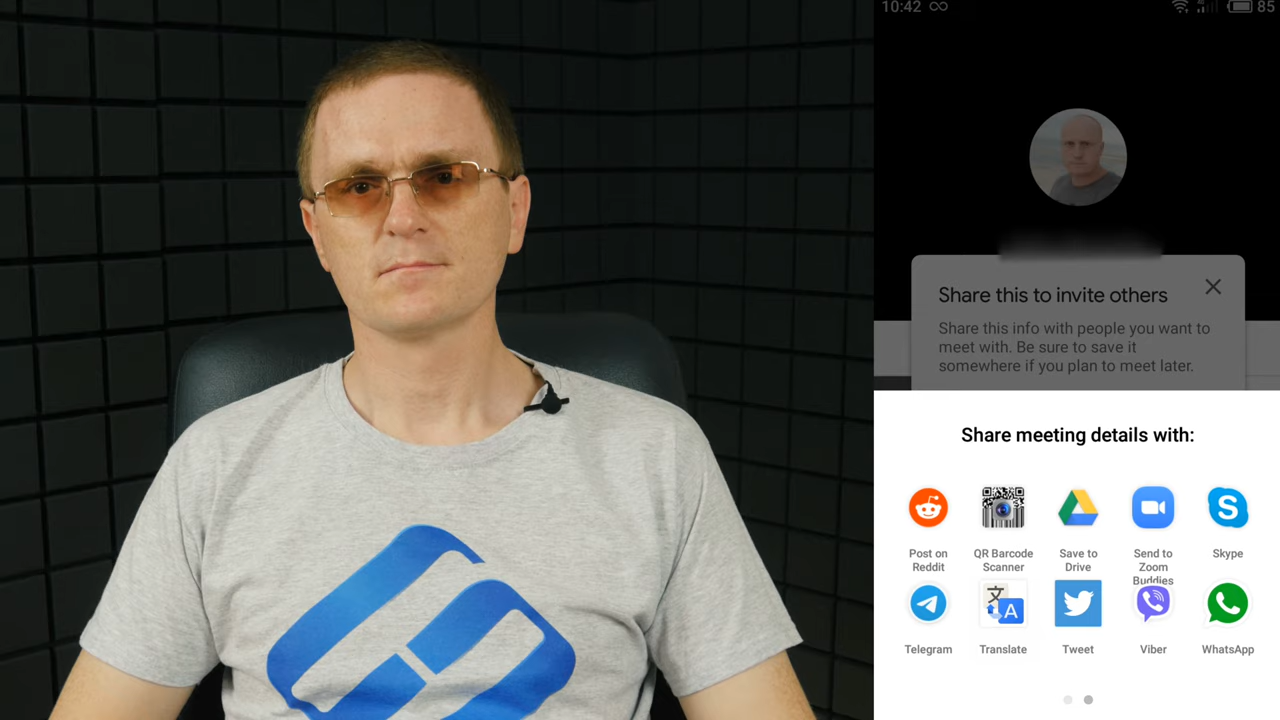 10:42
85
Share this to invite others
Share this info with people you want to
meet with. Be sure to save it
somewhere if you plan to meet later.
Share meeting details with:
Post on
Reddit
QR Barcode
Scanner
Save to
Drive
Send to
Zoom
Buddies
Skype
Telegram
Translate
Tweet
Viber
WhatsApp